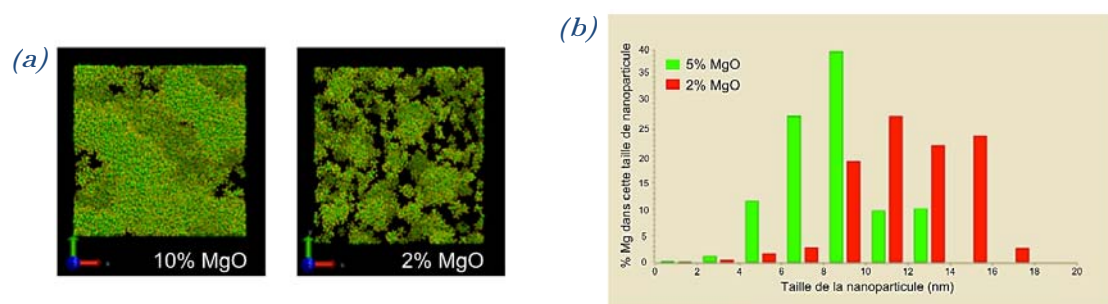 (a)
10% MgO
2% MgO
(b)
% Mg dans cette taille de nanoparticule
40
35
30
25
20
15
10
5
0
5% MgO
2% MgO
0 2 4 6 8 10 12 14 16 18 20
Taille de la nanoparticule (nm)